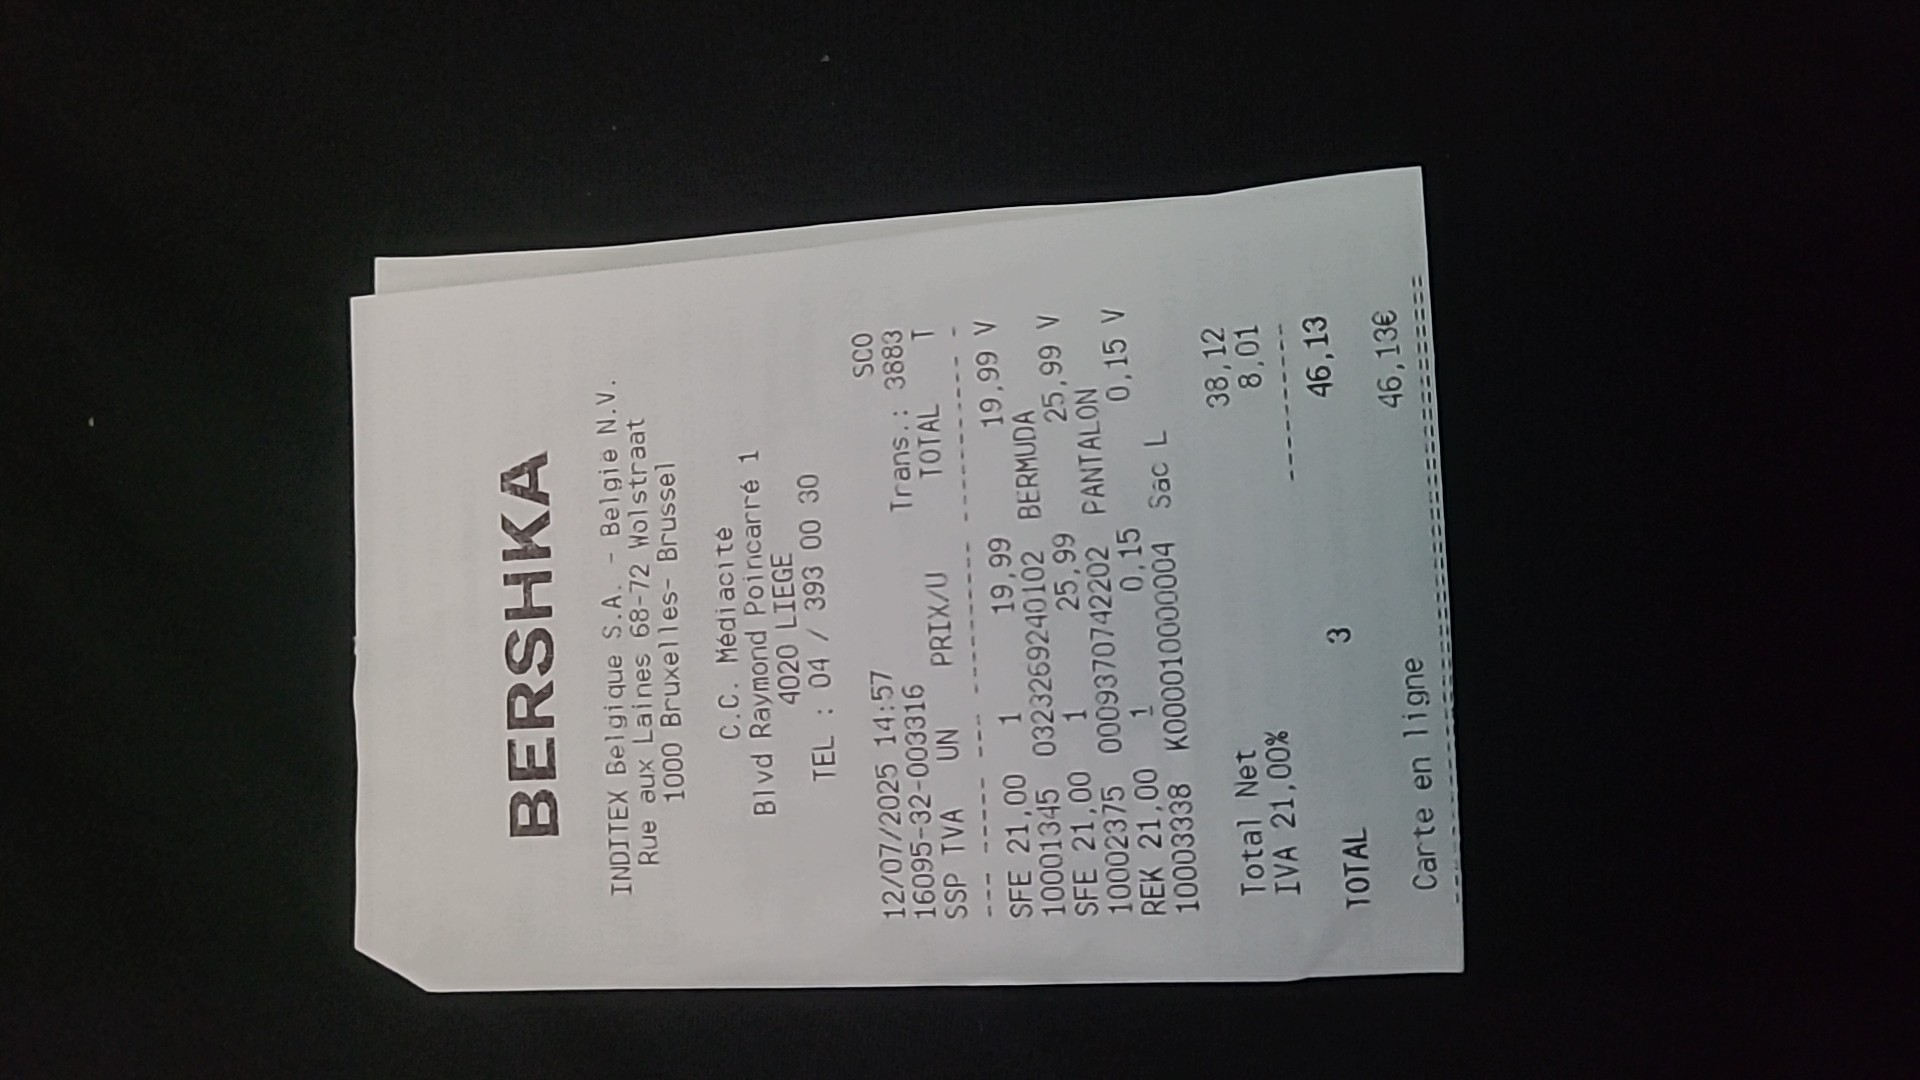 BERSHKA
INDITEX Belgique S.A. - België N.V.
Rue aux Laines 68-72 Wolstraat
1000 Bruxelles- Brussel
C.C. Médiacité
Blvd Raymond Poincarré 1
4020 LIEGE
TEL : 04 / 393 00 30
SCO
12/07/2025 14:57
16095-32-003316 Trans.: 3883
SSP TVA UN PRIX/U TOTAL T
--- ----- --- ---------- ---------- -
SFE 21,00 1 19,99 19,99 V
10001345 0323269240102 BERMUDA
SFE 21,00 1 25,99 25,99 V
10002375 0009370742202 PANTALON
REK 21,00 1 0,15 0,15 V
10003338 K000010000004 Sac L
Total Net 38,12
IVA 21,00% 8,01
----------
TOTAL 3 46,13
Carte en ligne 46,13€